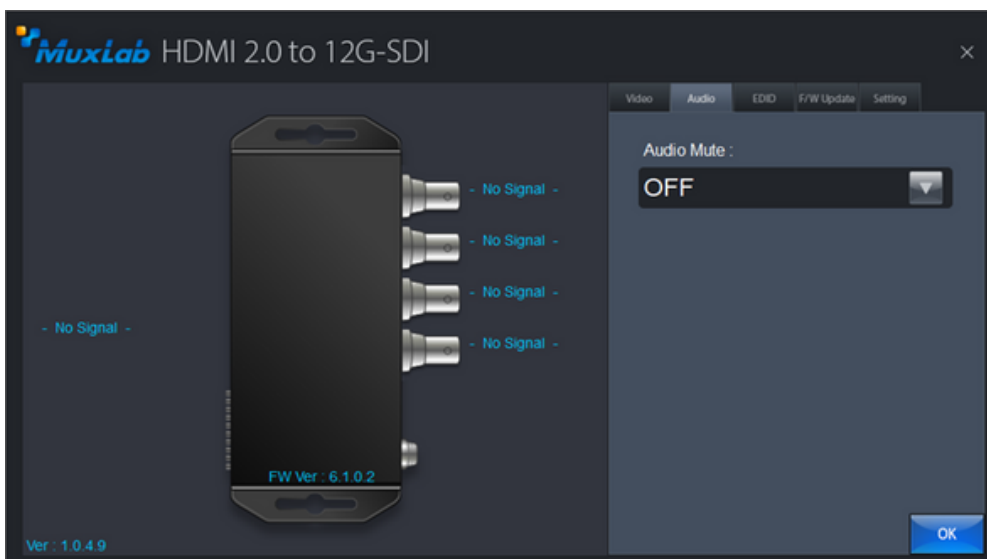 MuxLab HDMI 2.0 to 12G-SDI
×
Video Audio EDID F/W Update Setting
Audio Mute :
OFF
- No Signal -
- No Signal -
- No Signal -
- No Signal -
- No Signal -
FW Ver : 6.1.0.2
Ver : 1.0.4.9
OK